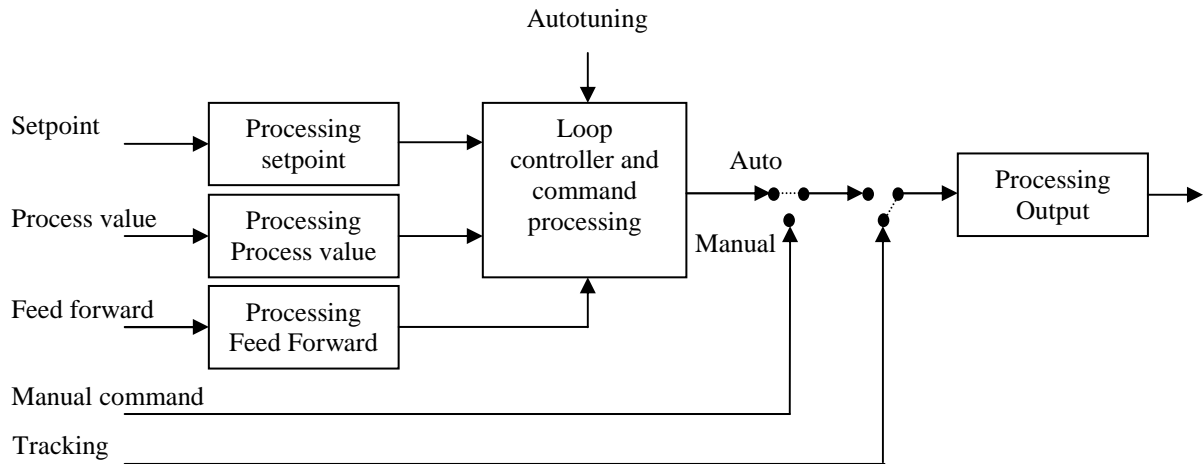 Autotuning
Setpoint
Processing
setpoint
Loop
controller and
command
processing
Auto
Processing
Output
Process value
Processing
Process value
Manual
Feed forward
Processing
Feed Forward
Manual command
Tracking